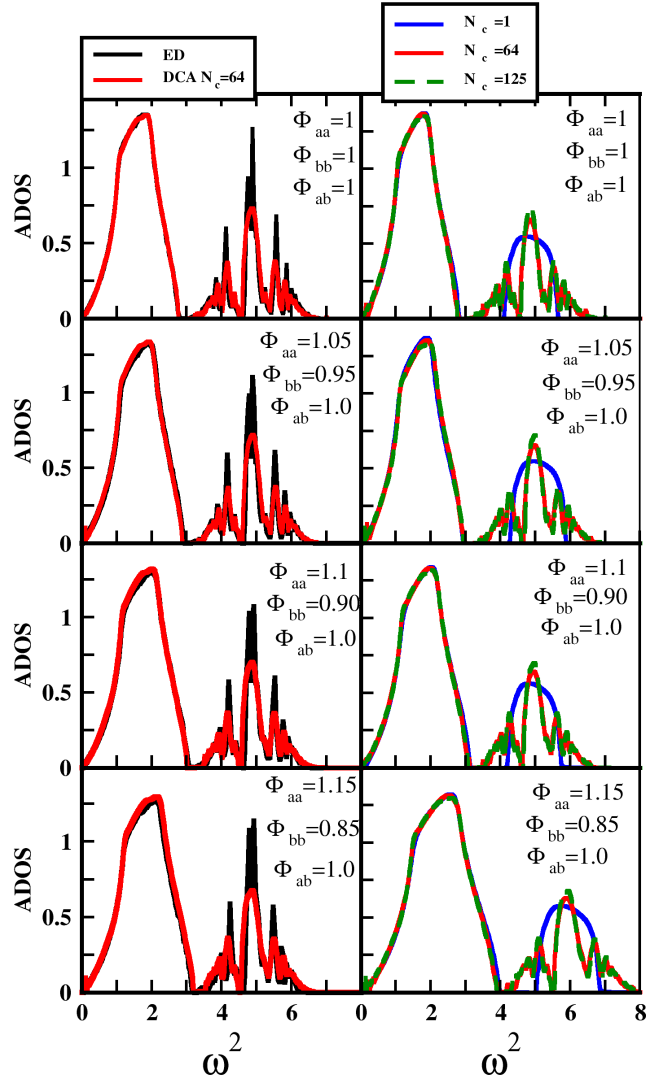 ED
DCA N_c=64
N_c=1
N_c=64
N_c=125
ADOS
1
0.5
0
Φ_aa=1
Φ_bb=1
Φ_ab=1
Φ_aa=1
Φ_bb=1
Φ_ab=1
ADOS
1
0.5
0
Φ_aa=1.05
Φ_bb=0.95
Φ_ab=1.0
Φ_aa=1.05
Φ_bb=0.95
Φ_ab=1.0
ADOS
1
0.5
0
Φ_aa=1.1
Φ_bb=0.90
Φ_ab=1.0
Φ_aa=1.1
Φ_bb=0.90
Φ_ab=1.0
ADOS
1
0.5
0
Φ_aa=1.15
Φ_bb=0.85
Φ_ab=1.0
Φ_aa=1.15
Φ_bb=0.85
Φ_ab=1.0
0 2 4 6
0 2 4 6 8
ω^2
ω^2